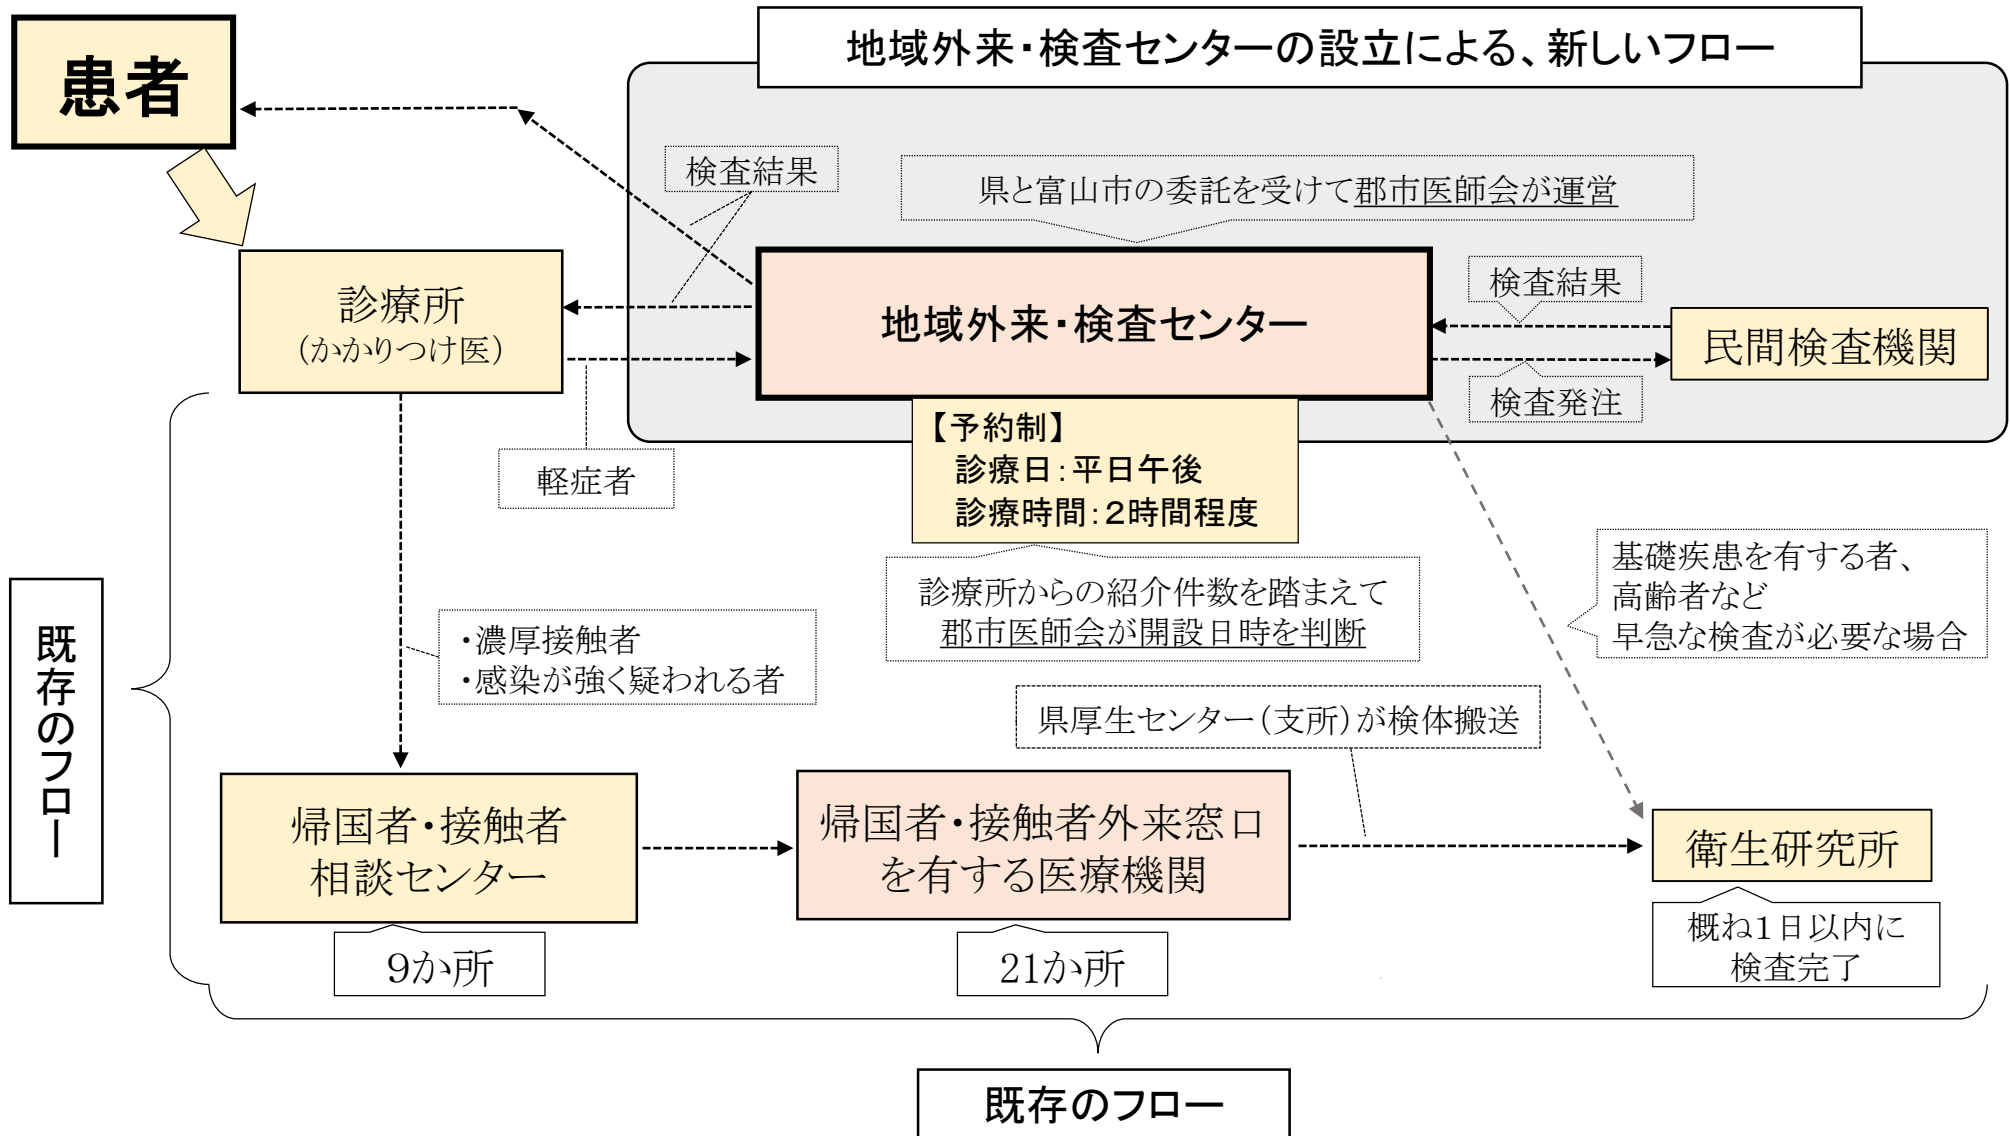 患者
地域外来・検査センターの設立による、新しいフロー
検査結果
県と富山市の委託を受けて郡市医師会が運営
診療所
（かかりつけ医）
地域外来・検査センター
検査結果
民間検査機関
検査発注
【予約制】
診療日：平日午後
診療時間：２時間程度
軽症者
診療所からの紹介件数を踏まえて
郡市医師会が開設日時を判断
基礎疾患を有する者、
高齢者など
早急な検査が必要な場合
既存のフロー
・濃厚接触者
・感染が強く疑われる者
県厚生センター（支所）が検体搬送
帰国者・接触者
相談センター
帰国者・接触者外来窓口
を有する医療機関
衛生研究所
9か所
21か所
概ね１日以内に
検査完了
既存のフロー